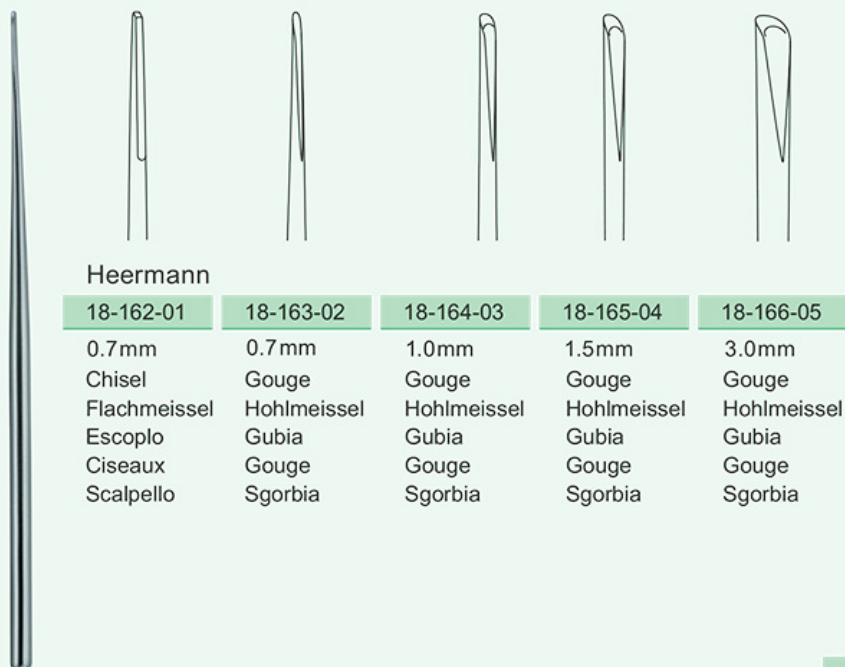 Heermann
18-162-01 18-163-02 18-164-03 18-165-04 18-166-05
0.7mm 0.7mm 1.0mm 1.5mm 3.0mm
Chisel Gouge Gouge Gouge Gouge
Flachmeissel Hohlmeissel Hohlmeissel Hohlmeissel Hohlmeissel
Escoplo Gubia Gubia Gubia Gubia
Ciseaux Gouge Gouge Gouge Gouge
Scalpello Sgorbia Sgorbia Sgorbia Sgorbia